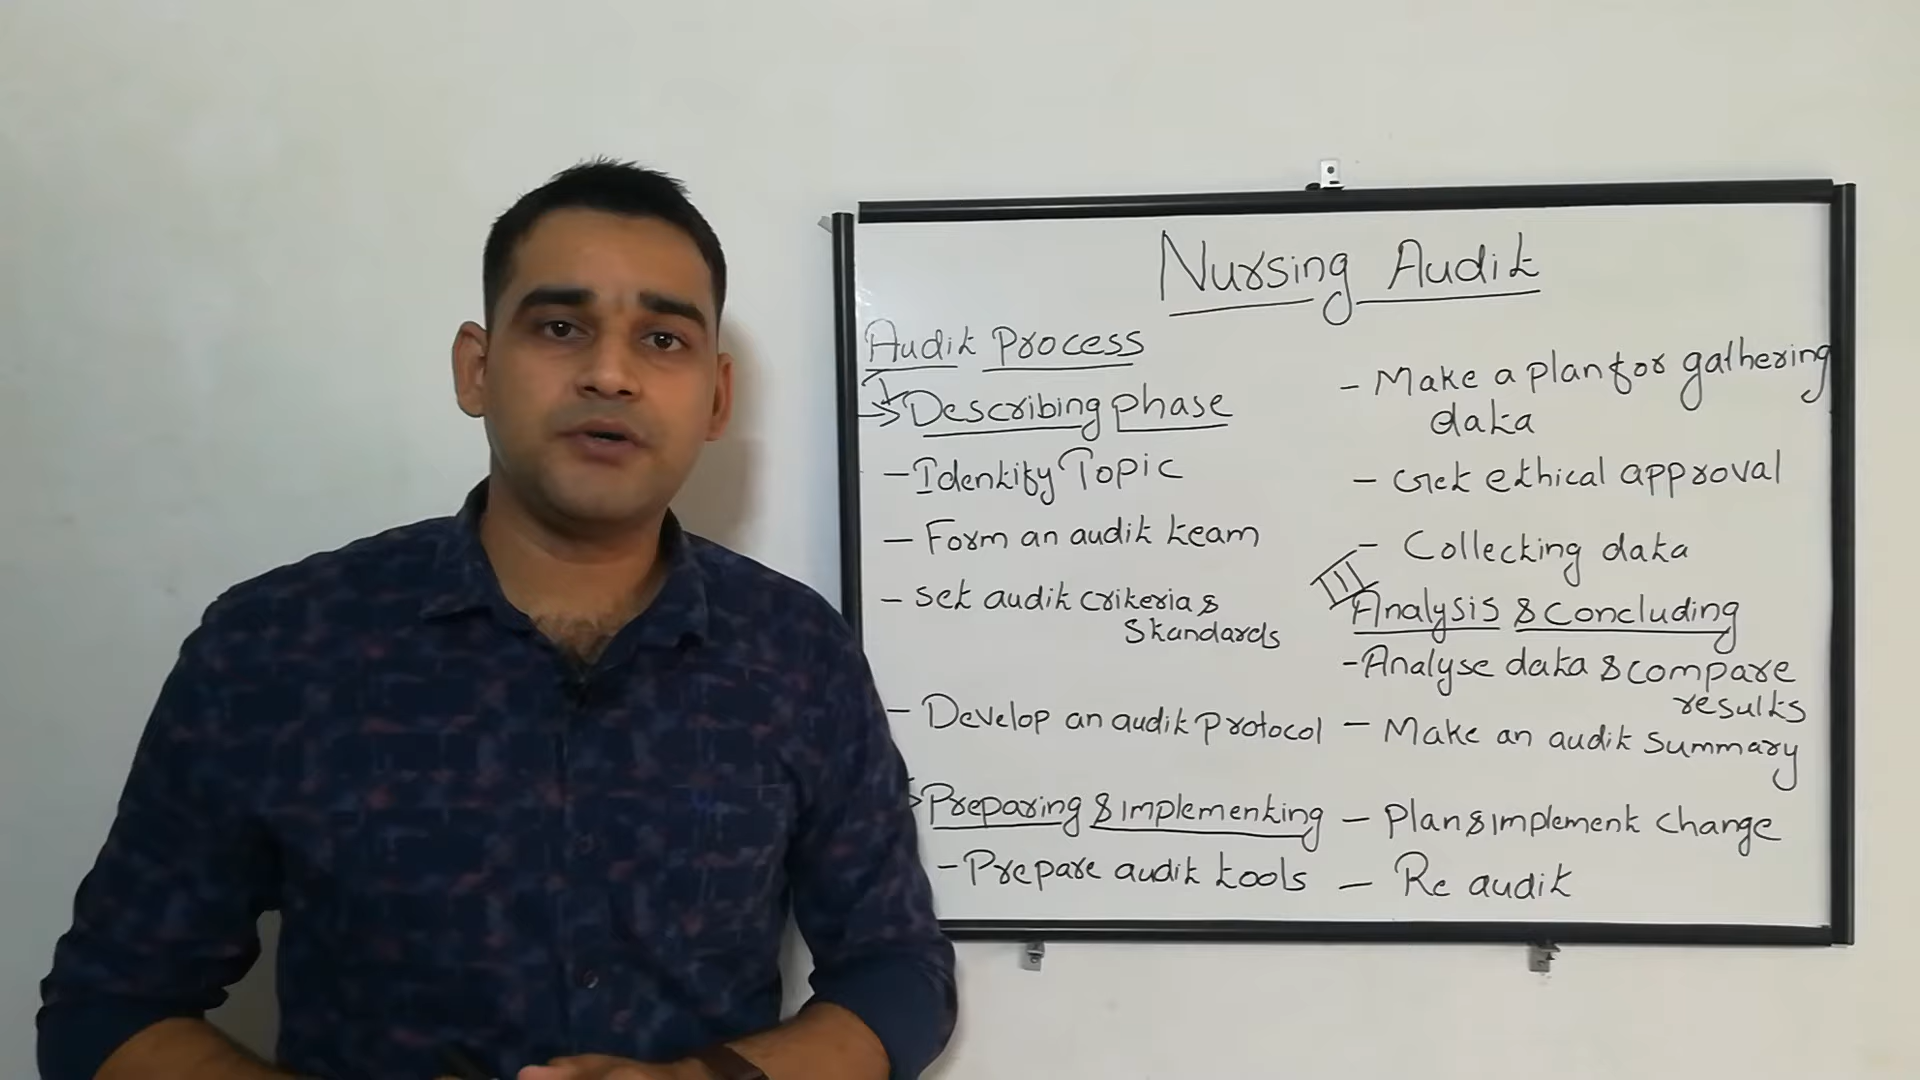 Nursing Audit
Audit Process
Describing phase
- Identify Topic
- Form an audit team
- Set audit criteria &
Standards
- Develop an audit protocol
Preparing & implementing
- Prepare audit tools
- Make a plan for gathering
data
- Get ethical approval
- Collecting data
III Analysis & concluding
- Analyse data & compare
results
- Make an audit summary
- Plan & implement change
- Re audit